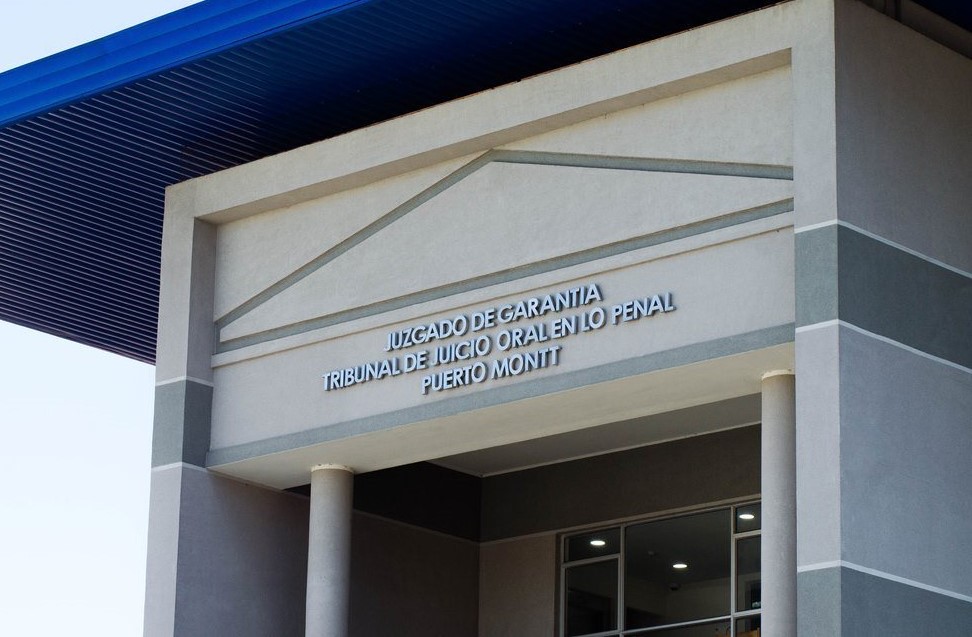 JUZGADO DE GARANTIA
TRIBUNAL DE JUICIO ORAL EN LO PENAL
PUERTO MONTT